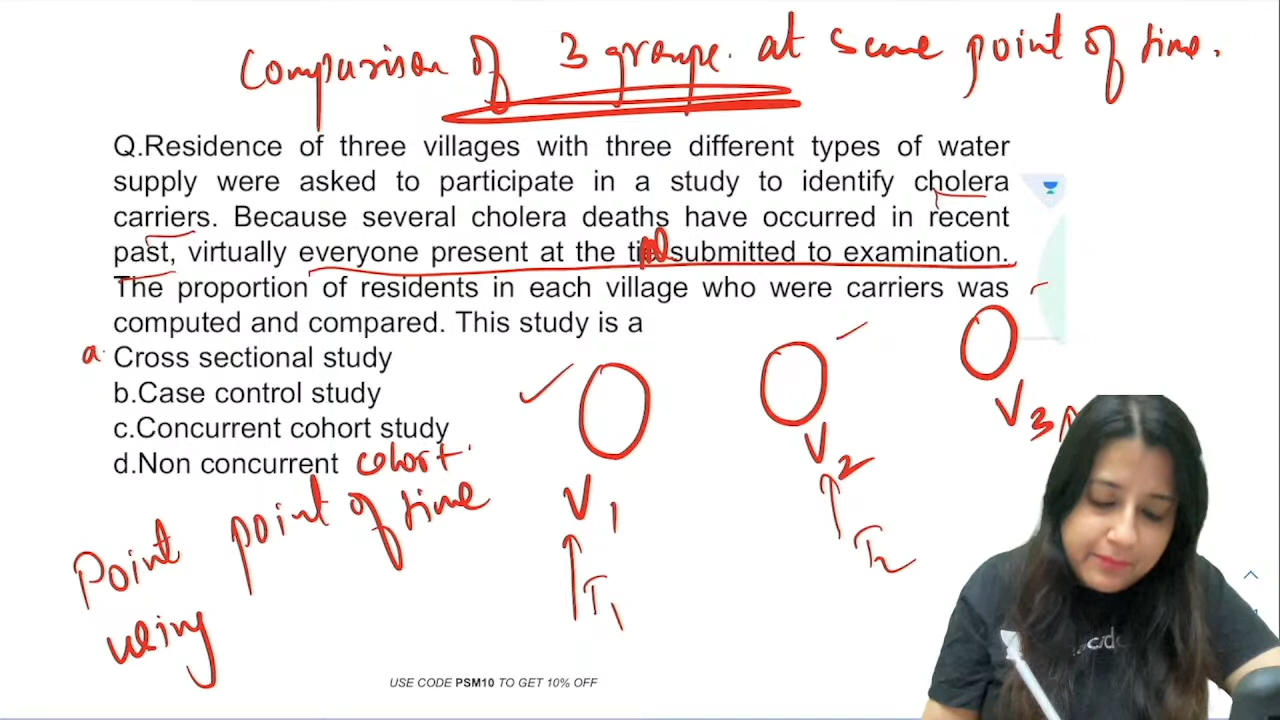 Comparison of 3 groups. at same point of time.
Q.Residence of three villages with three different types of water
supply were asked to participate in a study to identify cholera
carriers. Because several cholera deaths have occurred in recent
past, virtually everyone present at the submitted to examination.
The proportion of residents in each village who were carriers was
computed and compared. This study is a
a. Cross sectional study
b.Case control study
c.Concurrent cohort study
d.Non concurrent cohort.
V1
V2
V3
T1
T2
Point point of time
using
USE CODE PSM10 TO GET 10% OFF